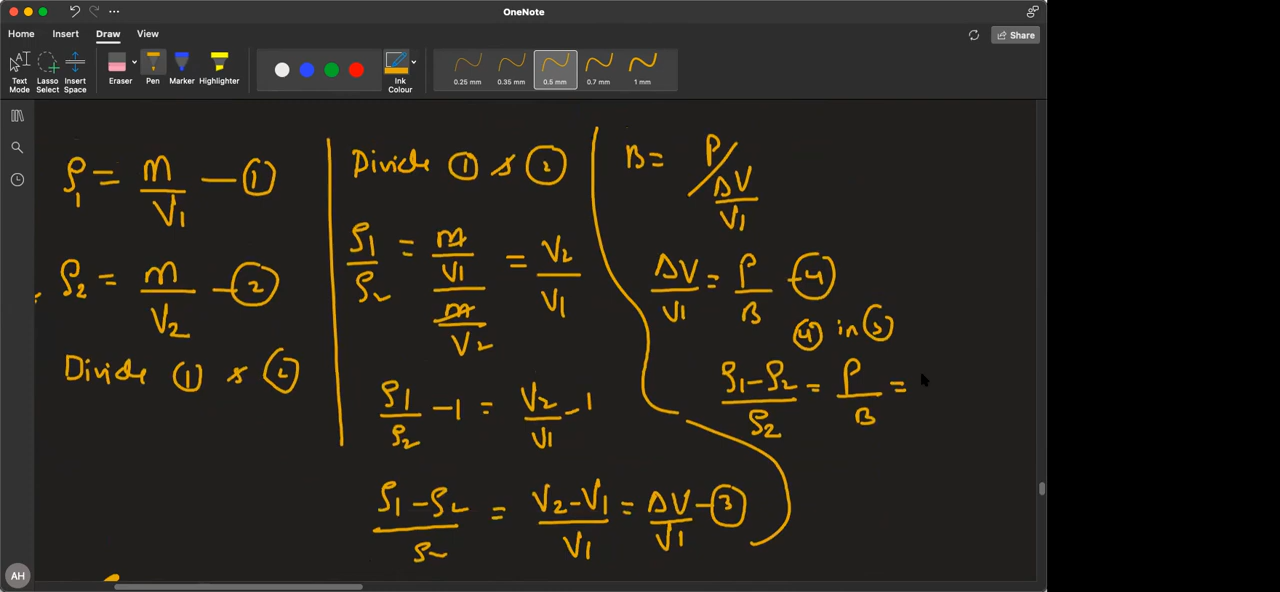 OneNote
Home Insert Draw View
Share
Text Mode
Lasso Select
Insert Space
Eraser
Pen
Marker
Highlighter
Ink Colour
0.25 mm
0.35 mm
0.5 mm
0.7 mm
1 mm
ρ₁ = m/V₁ — ①
ρ₂ = m/V₂ — ②
Divide ① & ②
Divide ① & ②
ρ₁/ρ₂ = (m/V₁)/(m/V₂) = V₂/V₁
ρ₁/ρ₂ - 1 = V₂/V₁ - 1
(ρ₁ - ρ₂)/ρ₂ = (V₂ - V₁)/V₁ = ΔV/V₁ - ③
B = P/(ΔV/V₁)
ΔV/V₁ = P/B - ④
④ in ③
(ρ₁ - ρ₂)/ρ₂ = P/B =
AH